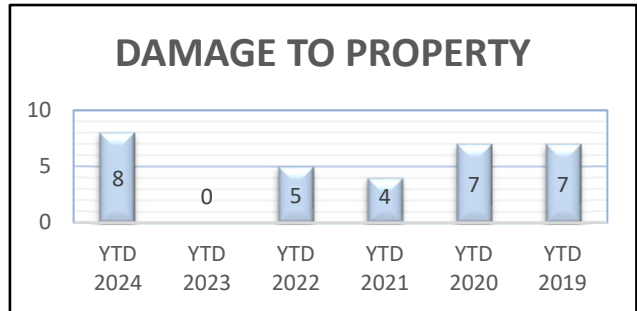 DAMAGE TO PROPERTY
10
5
0
8
0
5
4
7
7
YTD 2024
YTD 2023
YTD 2022
YTD 2021
YTD 2020
YTD 2019